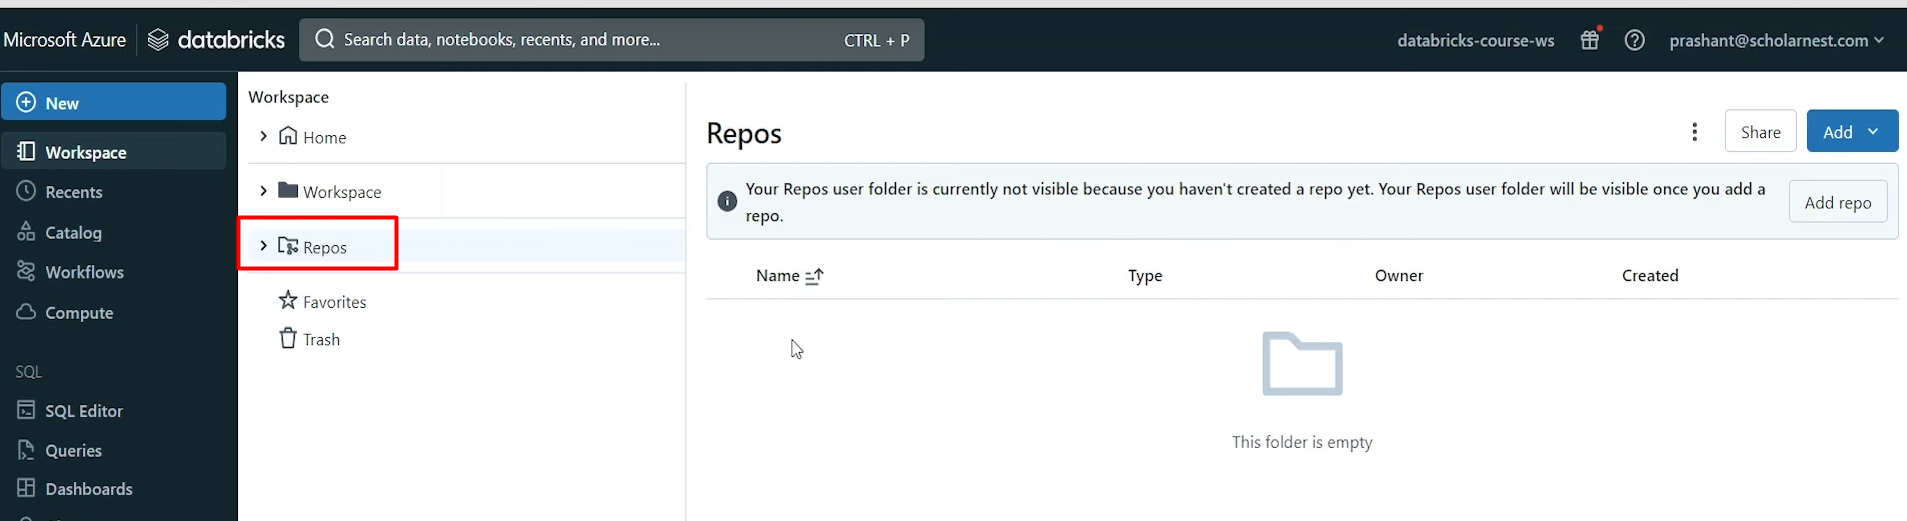 Microsoft Azure databricks Search data, notebooks, recents, and more... CTRL + P databricks-course-ws prashant@scholarnest.com
New
Workspace
Recents
Catalog
Workflows
Compute
SQL
SQL Editor
Queries
Dashboards
Workspace
Home
Workspace
Repos
Favorites
Trash
Repos
Share
Add
Your Repos user folder is currently not visible because you haven't created a repo yet. Your Repos user folder will be visible once you add a
repo.
Add repo
Name Type Owner Created
This folder is empty